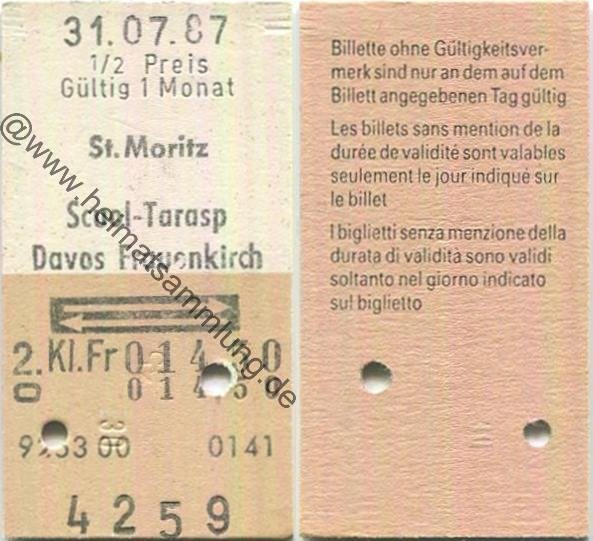 31.07.87
1/2 Preis
Gültig 1 Monat
St.Moritz
Scuol-Tarasp
Davos Frauenkirch
2.Kl.Fr
0
00 0141
4259
@www.heimatsammlung.de
Billette ohne Gültigkeitsver-
merk sind nur an dem auf dem
Billett angegebenen Tag gültig
Les billets sans mention de la
durée de validité sont valables
seulement le jour indiqué sur
le billet
I biglietti senza menzione della
durata di validità sono validi
soltanto nel giorno indicato
sul biglietto